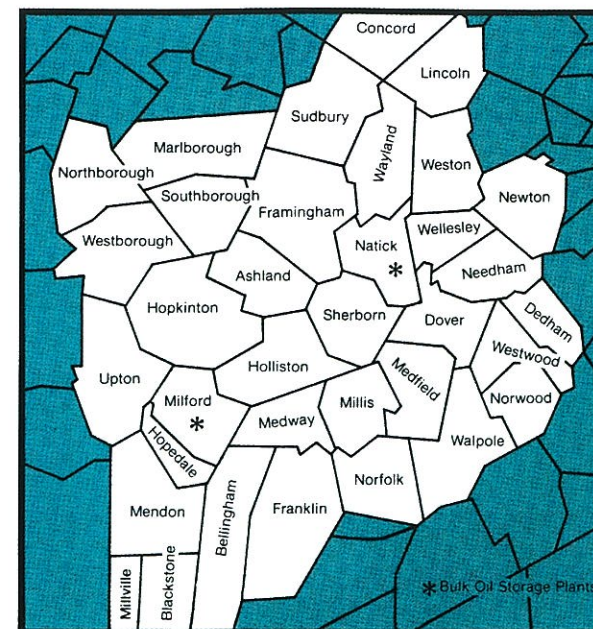 Concord
Lincoln
Sudbury
Wayland
Marlborough
Weston
Northborough
Southborough
Newton
Framingham
Wellesley
Westborough
Natick
*
Ashland
Needham
Hopkinton
Sherborn
Dover
Dedham
Westwood
Holliston
Upton
Medfield
Milford
*
Millis
Norwood
Medway
Walpole
Hopedale
Norfolk
Franklin
Bellingham
Mendon
Millville
Blackstone
* Bulk Oil Storage Plants